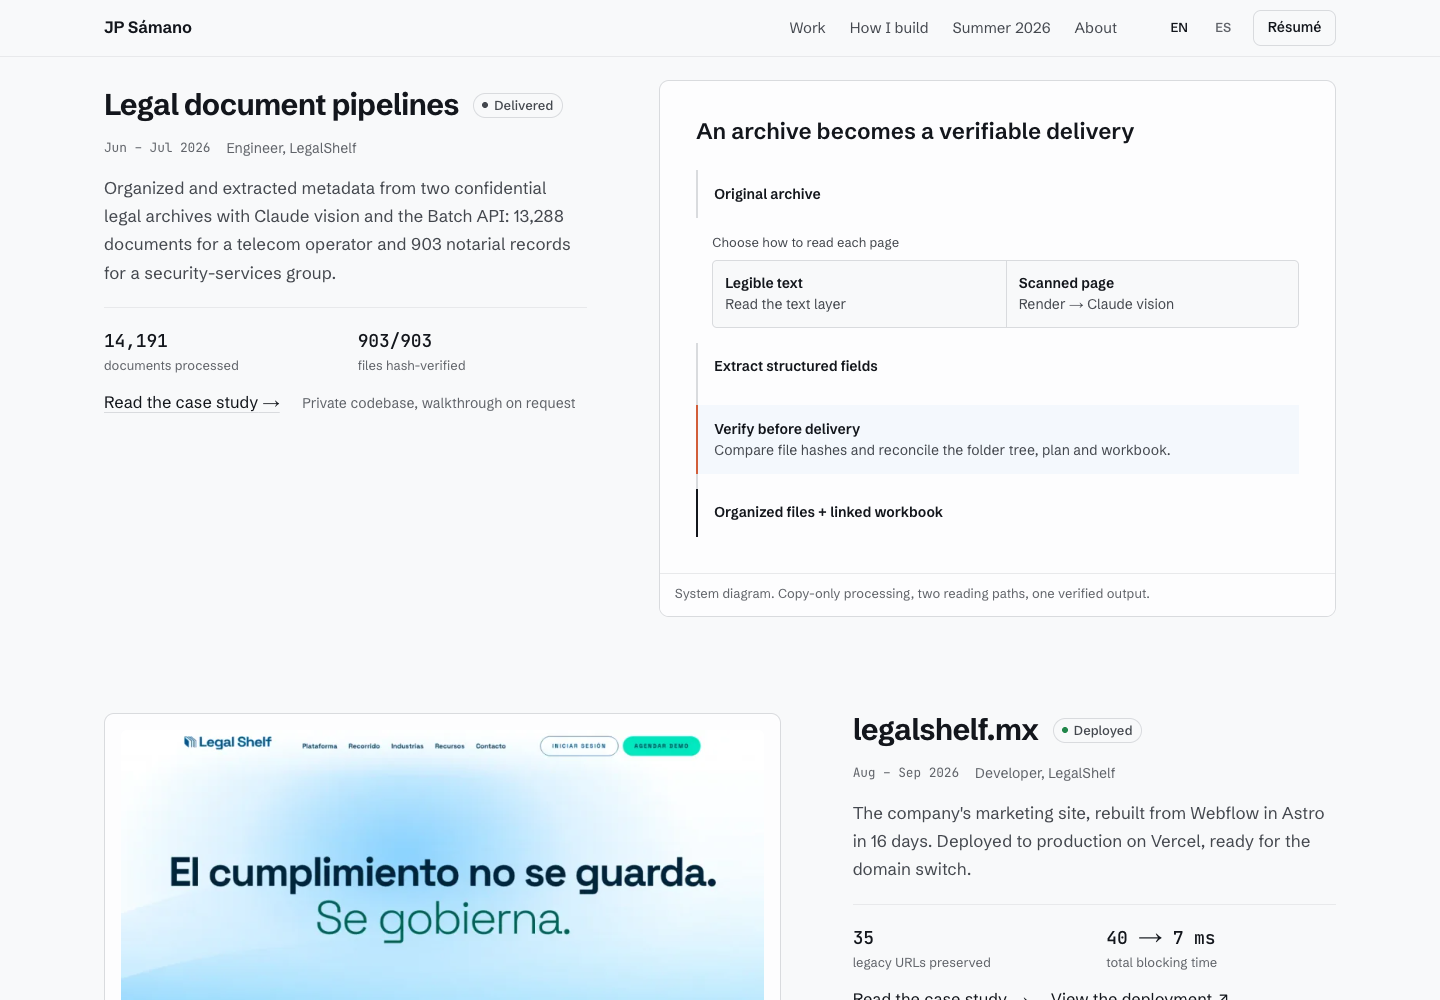 JP Sámano
Work
How I build
Summer 2026
About
EN
ES
Résumé
Legal document pipelines
Delivered
Jun – Jul 2026
Engineer, LegalShelf
Organized and extracted metadata from two confidential
legal archives with Claude vision and the Batch API: 13,288
documents for a telecom operator and 903 notarial records
for a security-services group.
14,191
documents processed
903/903
files hash-verified
Read the case study →
Private codebase, walkthrough on request
An archive becomes a verifiable delivery
Original archive
Choose how to read each page
Legible text
Read the text layer
Scanned page
Render → Claude vision
Extract structured fields
Verify before delivery
Compare file hashes and reconcile the folder tree, plan and workbook.
Organized files + linked workbook
System diagram. Copy-only processing, two reading paths, one verified output.
Legal Shelf
Plataforma
Recorrido
Industrias
Recursos
Contacto
INICIAR SESIÓN
AGENDAR DEMO
El cumplimiento no se guarda.
Se gobierna.
legalshelf.mx
Deployed
Aug – Sep 2026
Developer, LegalShelf
The company's marketing site, rebuilt from Webflow in Astro
in 16 days. Deployed to production on Vercel, ready for the
domain switch.
35
legacy URLs preserved
40 → 7 ms
total blocking time
Read the case study →
View the deployment ↗